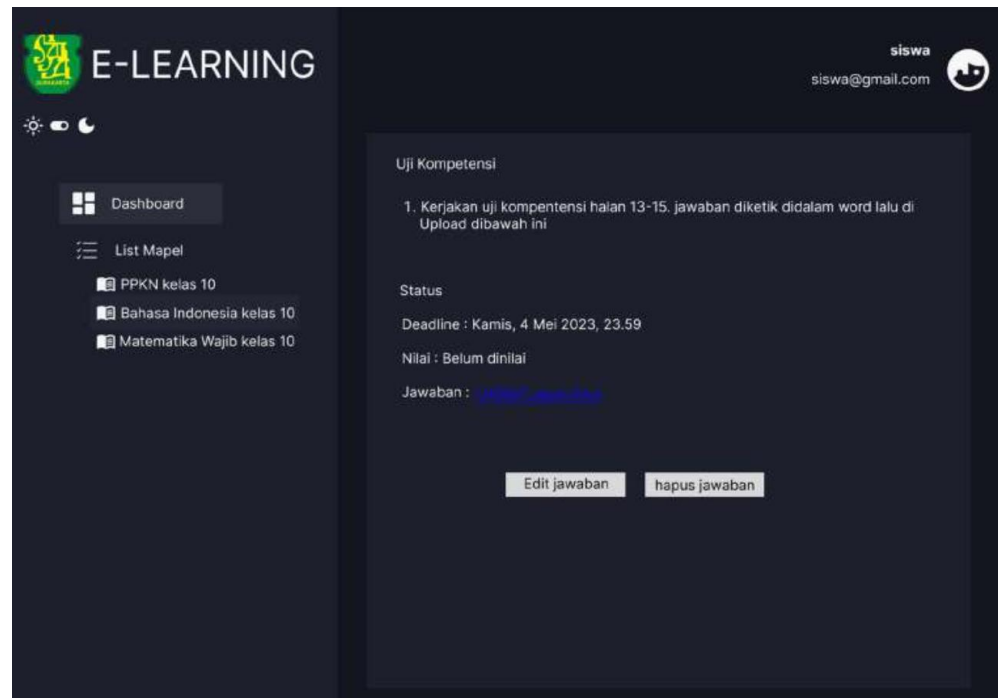 E-LEARNING
siswa
siswa@gmail.com
Dashboard
List Mapel
PPKN kelas 10
Bahasa Indonesia kelas 10
Matematika Wajib kelas 10
Uji Kompetensi
1. Kerjakan uji kompentensi halan 13-15. jawaban diketik didalam word lalu di
Upload dibawah ini
Status
Deadline : Kamis, 4 Mei 2023, 23.59
Nilai : Belum dinilai
Jawaban :
Edit jawaban
hapus jawaban